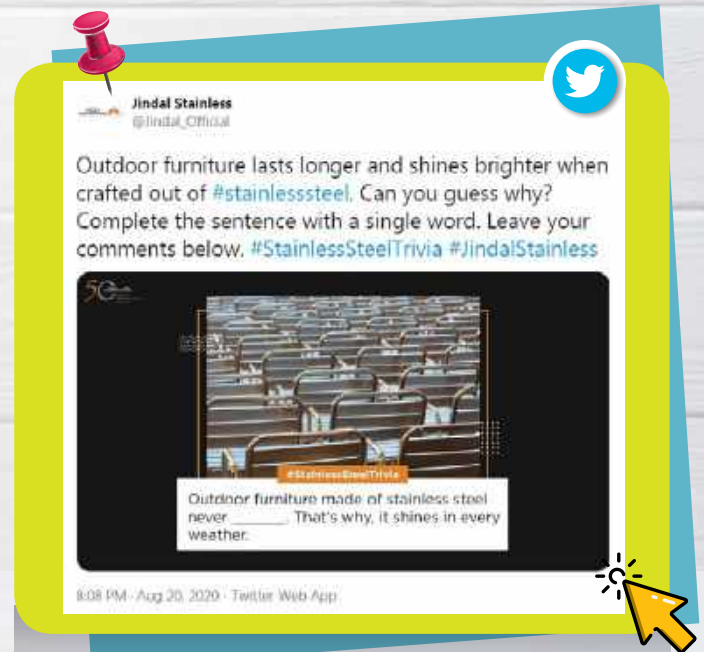 Jindal Stainless
@Jindal_Official
Outdoor furniture lasts longer and shines brighter when
crafted out of #stainlesssteel. Can you guess why?
Complete the sentence with a single word. Leave your
comments below. #StainlessSteelTrivia #JindalStainless
50
#StainlessSteelTrivia
Outdoor furniture made of stainless steel
never ______. That's why, it shines in every
weather.
8:08 PM · Aug 20, 2020 · Twitter Web App